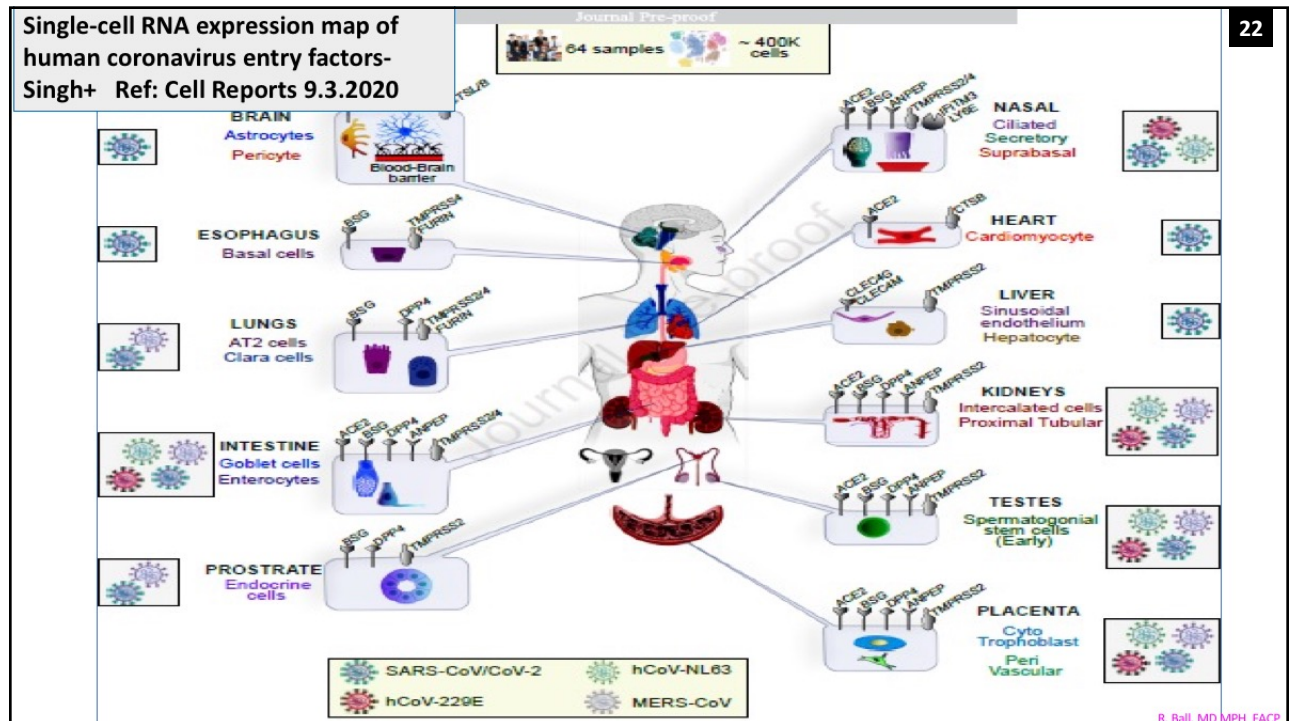 Single-cell RNA expression map of
human coronavirus entry factors-
Singh+ Ref: Cell Reports 9.3.2020
Journal Pre-proof
22
64 samples
~ 400K
cells
BRAIN
Astrocytes
Pericyte
CTSL/B
Blood-Brain
barrier
ESOPHAGUS
Basal cells
BSG
TMPRSS4
FURIN
LUNGS
AT2 cells
Clara cells
BSG
DPP4
TMPRSS2/4
FURIN
INTESTINE
Goblet cells
Enterocytes
ACE2
BSG
DPP4
ANPEP
TMPRSS2/4
PROSTRATE
Endocrine
cells
BSG
DPP4
TMPRSS2
ACE2
BSG
ANPEP
TMPRSS2/4
IFITM3
LY6E
NASAL
Ciliated
Secretory
Suprabasal
ACE2
CTSB
HEART
Cardiomyocyte
CLEC4G
CLEC4M
TMPRSS2
LIVER
Sinusoidal
endothelium
Hepatocyte
ACE2
BSG
DPP4
ANPEP
TMPRSS2
KIDNEYS
Intercalated cells
Proximal Tubular
ACE2
BSG
DPP4
ANPEP
TMPRSS2
TESTES
Spermatogonial
stem cells
(Early)
ACE2
BSG
DPP4
ANPEP
TMPRSS2
PLACENTA
Cyto
Trophoblast
Peri
Vascular
Journal Pre-proof
SARS-CoV/CoV-2
hCoV-NL63
hCoV-229E
MERS-CoV
R. Ball, MD MPH, FACP